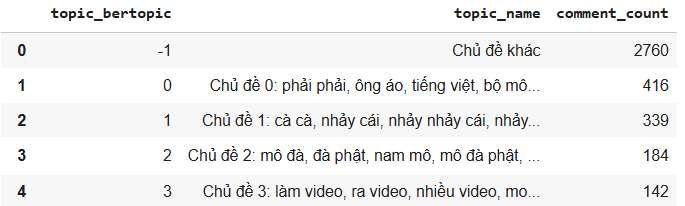 topic_bertopic topic_name comment_count
0 -1 Chủ đề khác 2760
1 0 Chủ đề 0: phải phải, ông áo, tiếng việt, bộ mô... 416
2 1 Chủ đề 1: cà cà, nhảy cái, nhảy nhảy cái, nhảy... 339
3 2 Chủ đề 2: mô đà, đà phật, nam mô, mô đà phật, ... 184
4 3 Chủ đề 3: làm video, ra video, nhiều video, mo... 142